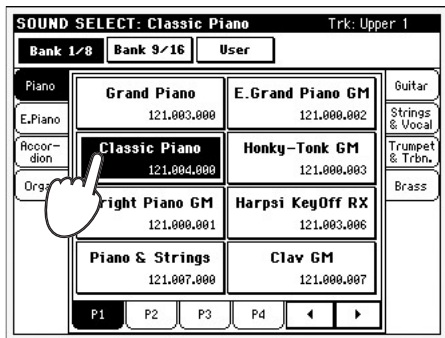 SOUND SELECT: Classic Piano Trk: Upper 1
Bank 1/8 Bank 9/16 User
Piano
E.Piano
Accor-
dion
Grand Piano
121.003.000
E.Grand Piano GM
121.000.002
Classic Piano
121.004.000
Honky-Tonk GM
121.000.003
Piano GM
121.000.001
Harpsi KeyOff RX
121.003.006
Piano & Strings
121.007.000
Clav GM
121.000.007
Guitar
Strings
& Vocal
Trumpet
& Trbn.
Brass
P1 P2 P3 P4